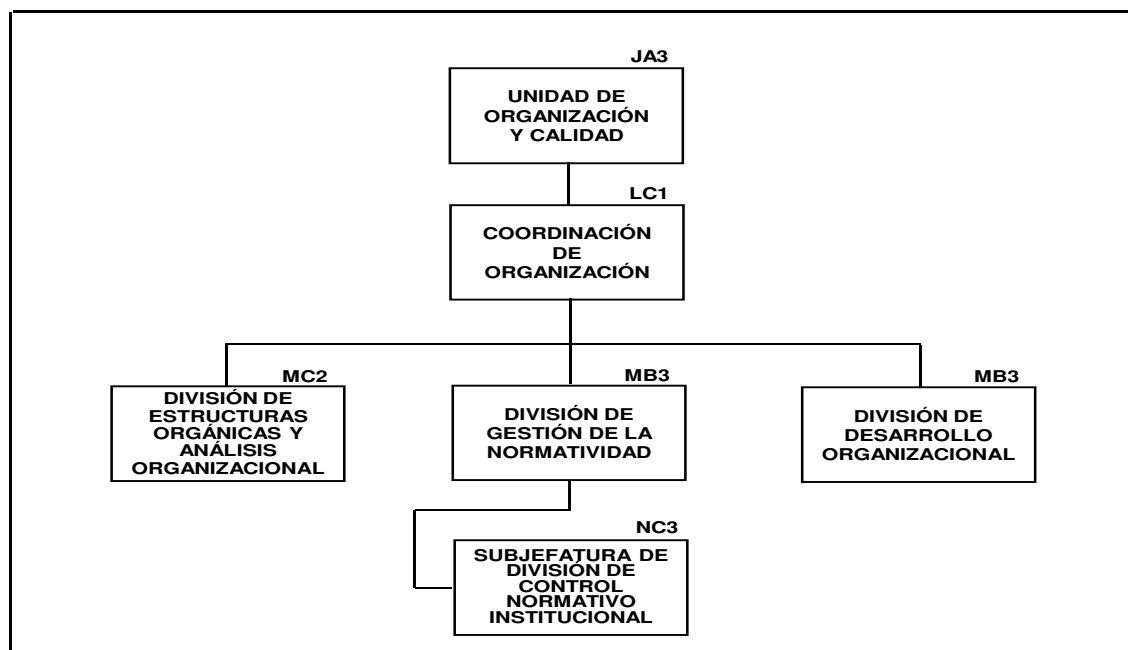 JA3
UNIDAD DE
ORGANIZACIÓN
Y CALIDAD
LC1
COORDINACIÓN
DE
ORGANIZACIÓN
MC2
DIVISIÓN DE
ESTRUCTURAS
ORGÁNICAS Y
ANÁLISIS
ORGANIZACIONAL
MB3
DIVISIÓN DE
GESTIÓN DE LA
NORMATIVIDAD
MB3
DIVISIÓN DE
DESARROLLO
ORGANIZACIONAL
NC3
SUBJEFATURA DE
DIVISIÓN DE
CONTROL
NORMATIVO
INSTITUCIONAL